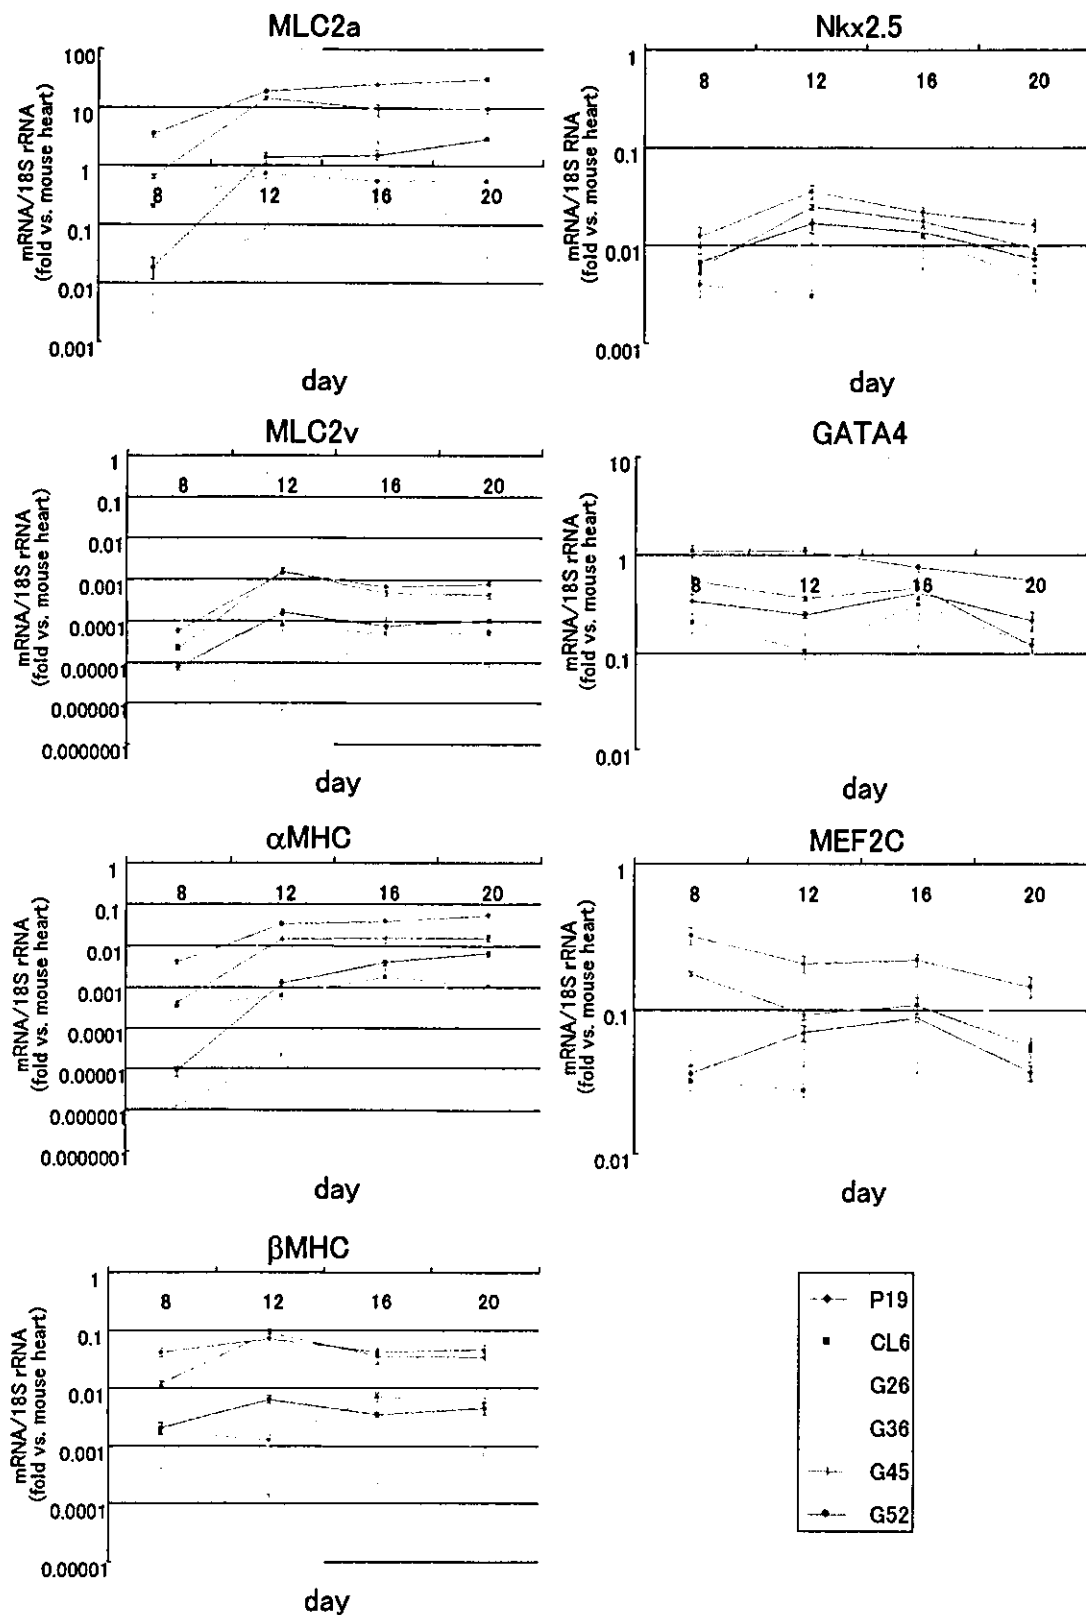 MLC2a
mRNA/18S rRNA
(fold vs. mouse heart)
100
10
1
0.1
0.01
0.001
8
12
16
20
day
Nkx2.5
mRNA/18S RNA
(fold vs. mouse heart)
1
0.1
0.01
0.001
8
12
16
20
day
MLC2v
mRNA/18S rRNA
(fold vs. mouse heart)
1
0.1
0.01
0.001
0.0001
0.00001
0.000001
0.0000001
8
12
16
20
day
GATA4
mRNA/18S rRNA
(fold vs. mouse heart)
10
1
0.1
0.01
8
12
16
20
day
αMHC
mRNA/18S rRNA
(fold vs. mouse heart)
1
0.1
0.01
0.001
0.0001
0.00001
0.000001
0.0000001
8
12
16
20
day
MEF2C
mRNA/18S rRNA
(fold vs. mouse heart)
1
0.1
0.01
8
12
16
20
day
βMHC
mRNA/18S rRNA
(fold vs. mouse heart)
1
0.1
0.01
0.001
0.0001
0.00001
8
12
16
20
day
P19
CL6
G26
G36
G45
G52